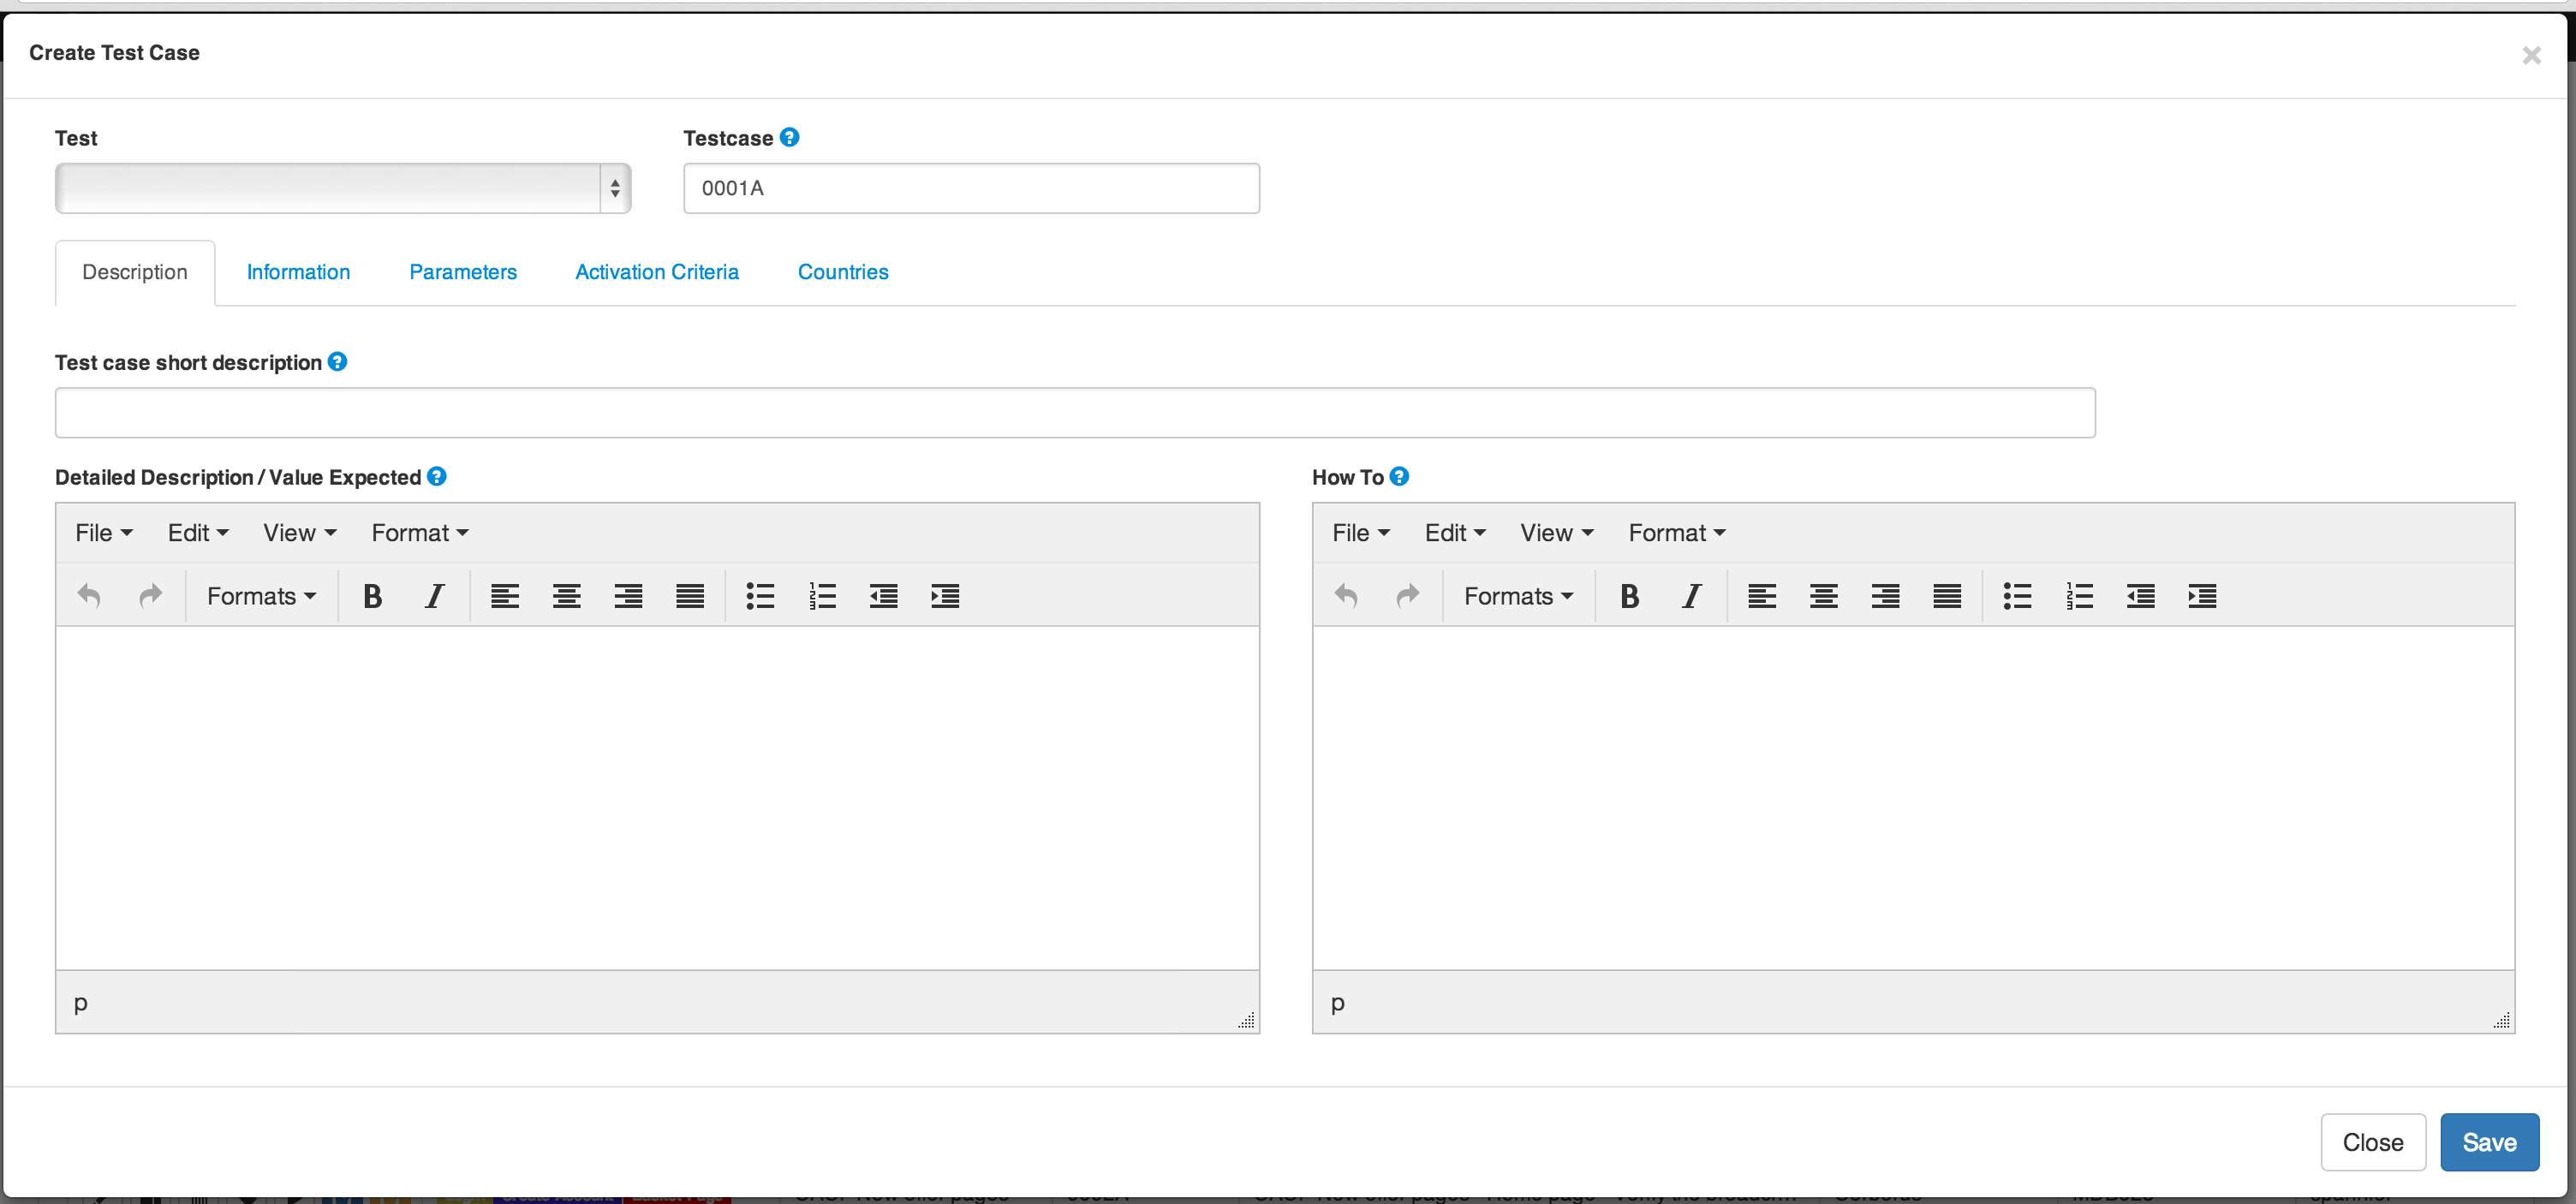 Create Test Case ×
Test Testcase ?
0001A
Description Information Parameters Activation Criteria Countries
Test case short description ?
Detailed Description / Value Expected ? How To ?
File Edit View Format File Edit View Format
Formats B I Formats B I
p p
Close Save